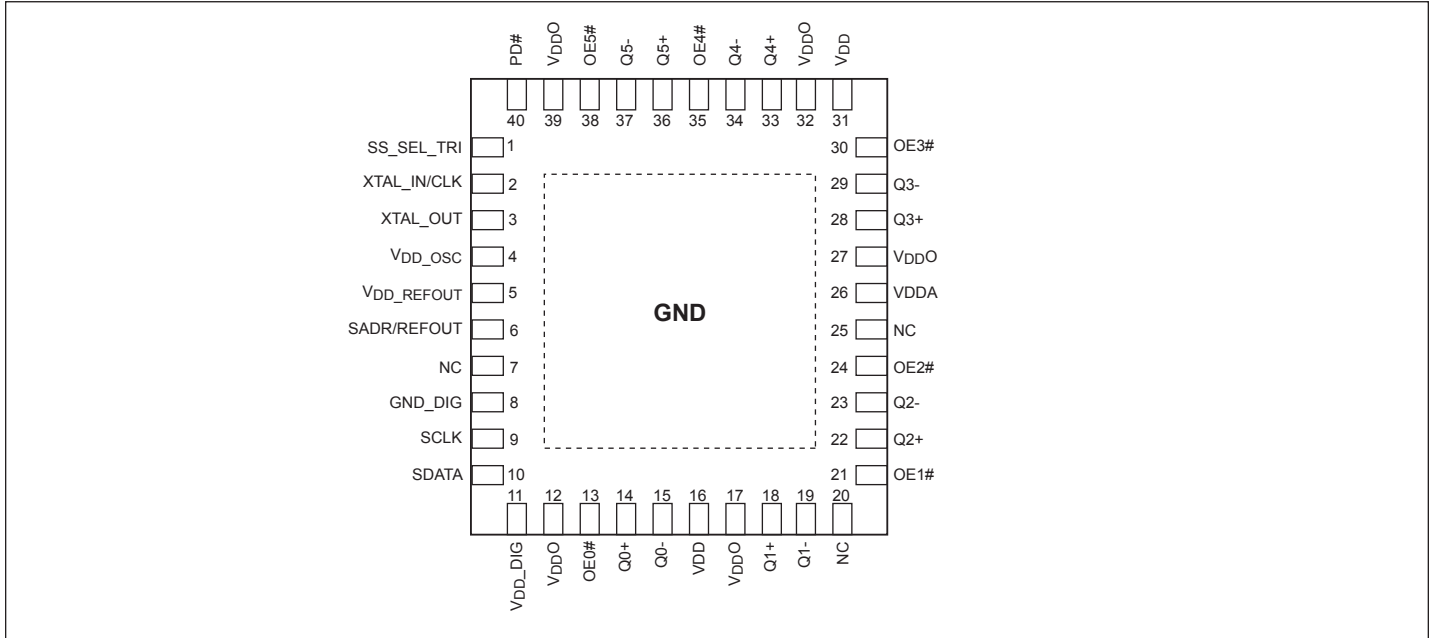 PD# VDDO OE5# Q5- Q5+ OE4# Q4- Q4+ VDDO VDD
40 39 38 37 36 35 34 33 32 31
SS_SEL_TRI 1
XTAL_IN/CLK 2
XTAL_OUT 3
VDD_OSC 4
VDD_REFOUT 5
SADR/REFOUT 6
NC 7
GND_DIG 8
SCLK 9
SDATA 10
GND
30 OE3#
29 Q3-
28 Q3+
27 VDDO
26 VDDA
25 NC
24 OE2#
23 Q2-
22 Q2+
21 OE1#
11 12 13 14 15 16 17 18 19 20
VDD_DIG VDDO OE0# Q0+ Q0- VDD VDDO Q1+ Q1- NC